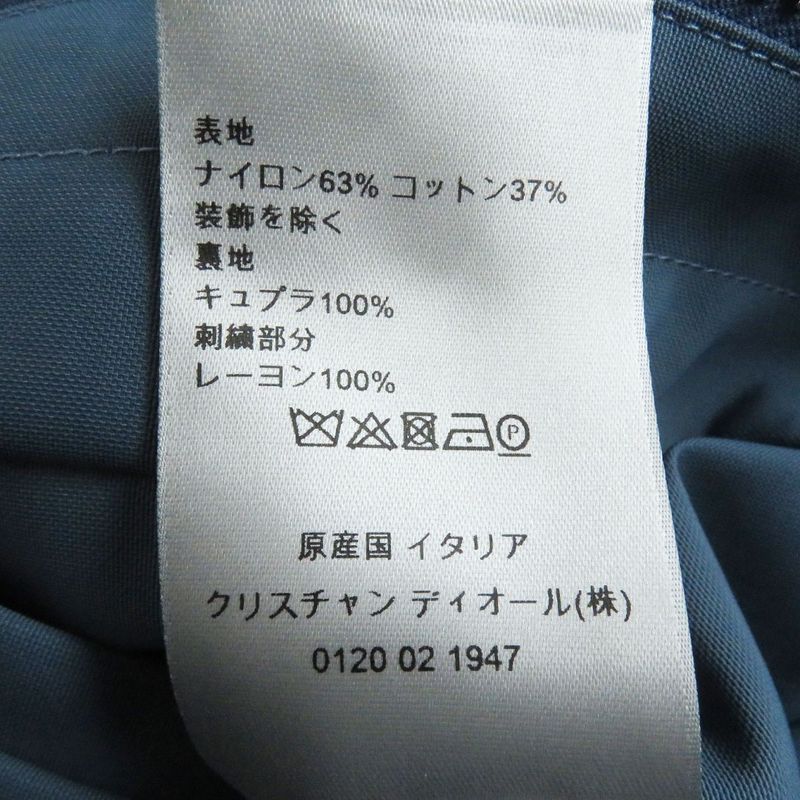 表地
ナイロン63% コットン37%
装飾を除く
裏地
キュプラ100%
刺繍部分
レーヨン100%
P
原産国 イタリア
クリスチャン ディオール(株)
0120 02 1947